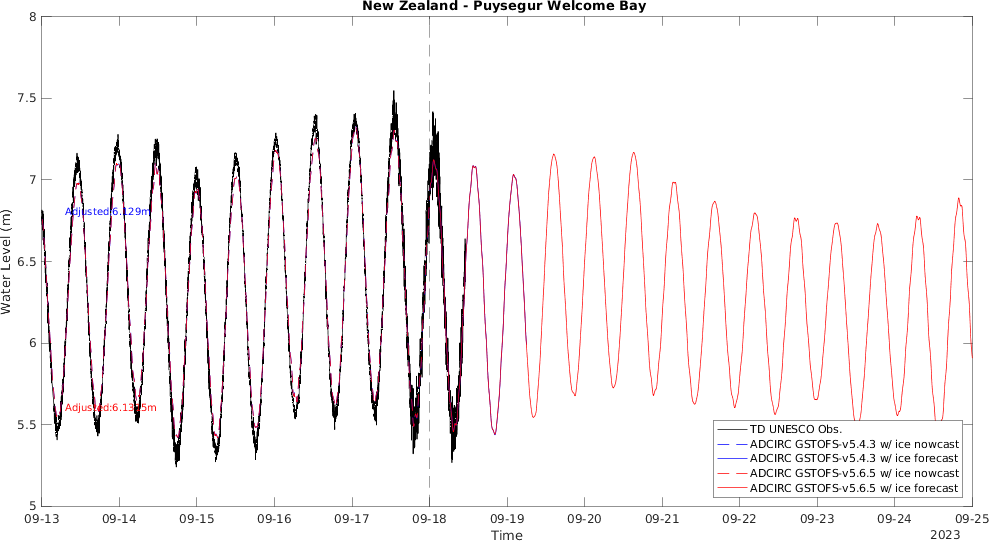 New Zealand - Puysegur Welcome Bay
8
7.5
7
6.5
6
5.5
5
Water Level (m)
Adjusted:6.129m
Adjusted:6.1375m
TD UNESCO Obs.
ADCIRC GSTOFS-v5.4.3 w/ ice nowcast
ADCIRC GSTOFS-v5.4.3 w/ ice forecast
ADCIRC GSTOFS-v5.6.5 w/ ice nowcast
ADCIRC GSTOFS-v5.6.5 w/ ice forecast
09-13 09-14 09-15 09-16 09-17 09-18 09-19 09-20 09-21 09-22 09-23 09-24 09-25
Time
2023